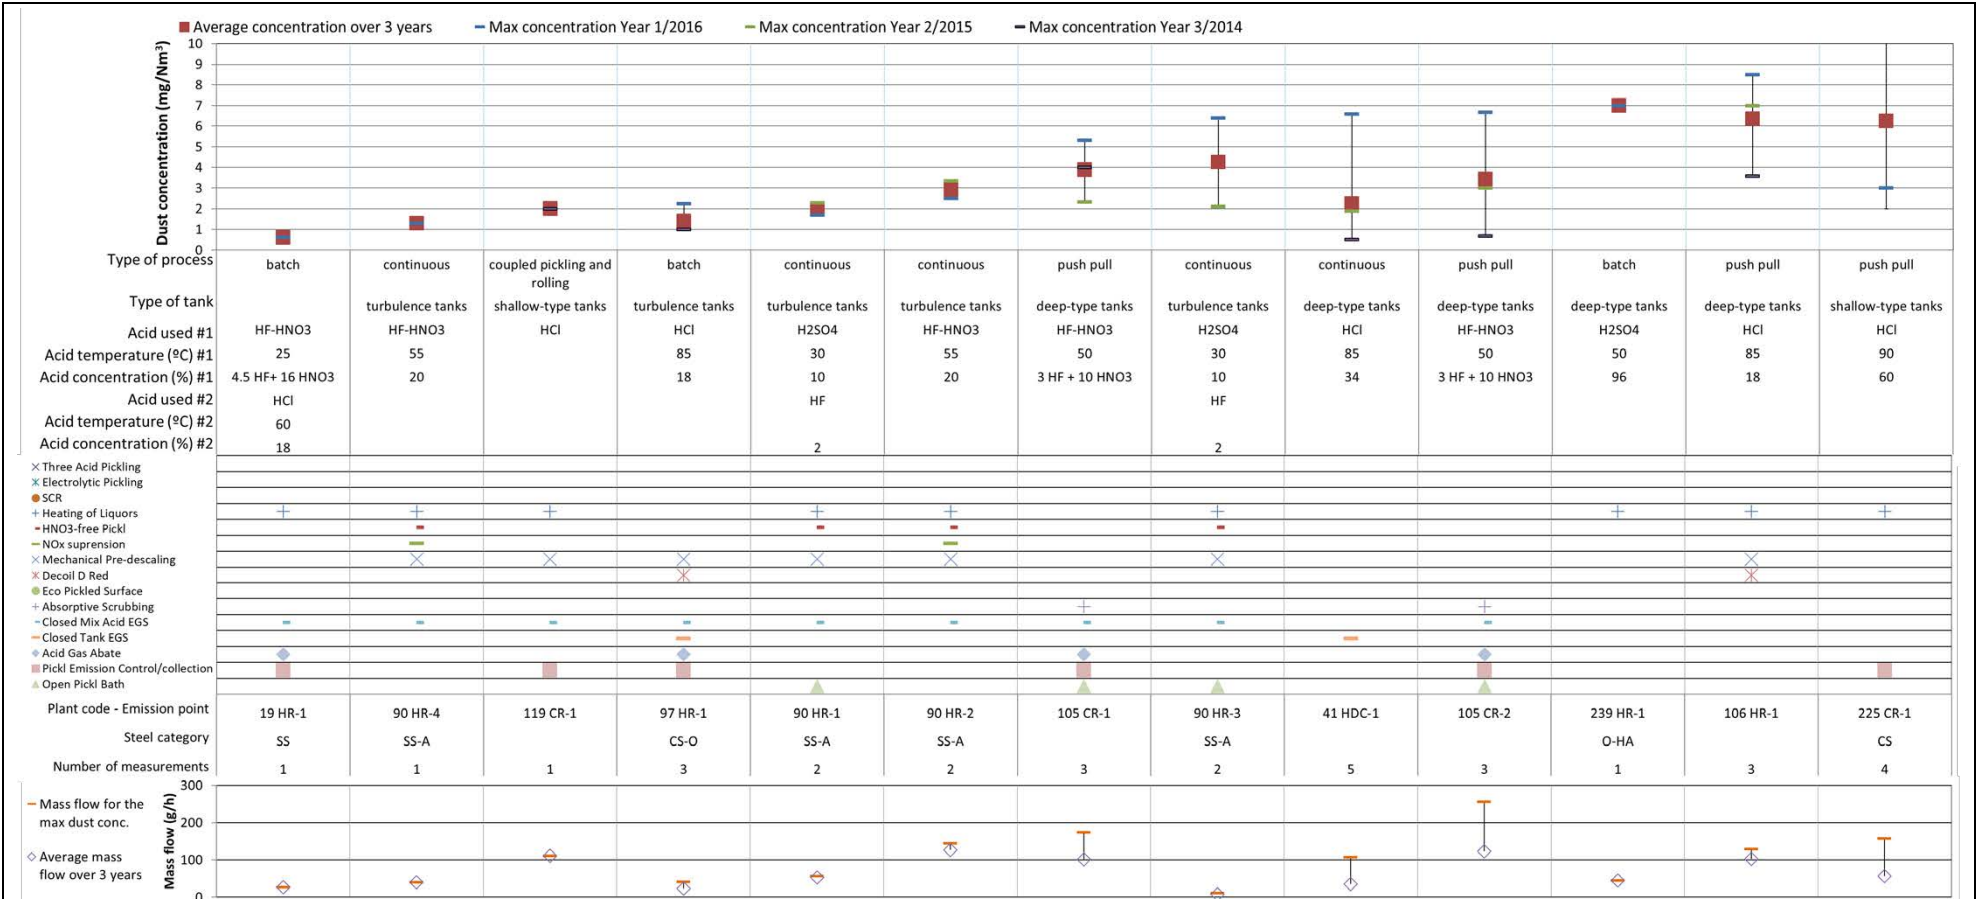 Average concentration over 3 years Max concentration Year 1/2016 Max concentration Year 2/2015 Max concentration Year 3/2014
Dust concentration (mg/Nm³)
10
9
8
7
6
5
4
3
2
1
0
Type of process batch continuous coupled pickling and rolling batch continuous continuous push pull continuous continuous push pull batch push pull push pull
Type of tank turbulence tanks shallow-type tanks turbulence tanks turbulence tanks turbulence tanks deep-type tanks turbulence tanks deep-type tanks deep-type tanks deep-type tanks deep-type tanks shallow-type tanks
Acid used #1 HF-HNO3 HF-HNO3 HCl HCl H2SO4 HF-HNO3 HF-HNO3 H2SO4 HCl HF-HNO3 H2SO4 HCl HCl
Acid temperature (ºC) #1 25 55 85 30 55 50 30 85 50 50 85 90
Acid concentration (%) #1 4.5 HF+ 16 HNO3 20 18 10 20 3 HF + 10 HNO3 10 34 3 HF + 10 HNO3 96 18 60
Acid used #2 HCl HF HF
Acid temperature (ºC) #2 60
Acid concentration (%) #2 18 2 2
Three Acid Pickling
Electrolytic Pickling
SCR
Heating of Liquors
HNO3-free Pickl
NOx supression
Mechanical Pre-descaling
Decoil D Red
Eco Pickled Surface
Absorptive Scrubbing
Closed Mix Acid EGS
Closed Tank EGS
Acid Gas Abate
Pickl Emission Control/collection
Open Pickl Bath
Plant code - Emission point 19 HR-1 90 HR-4 119 CR-1 97 HR-1 90 HR-1 90 HR-2 105 CR-1 90 HR-3 41 HDC-1 105 CR-2 239 HR-1 106 HR-1 225 CR-1
Steel category SS SS-A CS-O SS-A SS-A SS-A O-HA CS
Number of measurements 1 1 1 3 2 2 3 2 5 3 1 3 4
Mass flow for the
max dust conc.
Average mass
flow over 3 years
Mass flow (g/h)
300
200
100
0